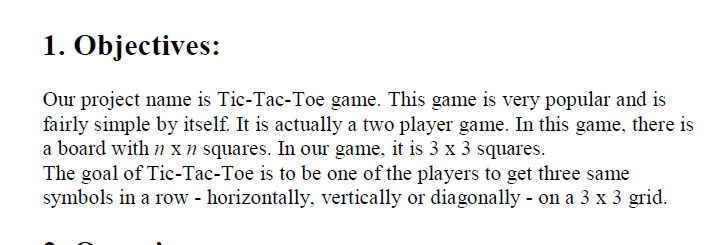 1. Objectives:
Our project name is Tic-Tac-Toe game. This game is very popular and is
fairly simple by itself. It is actually a two player game. In this game, there is
a board with n x n squares. In our game, it is 3 x 3 squares.
The goal of Tic-Tac-Toe is to be one of the players to get three same
symbols in a row - horizontally, vertically or diagonally - on a 3 x 3 grid.